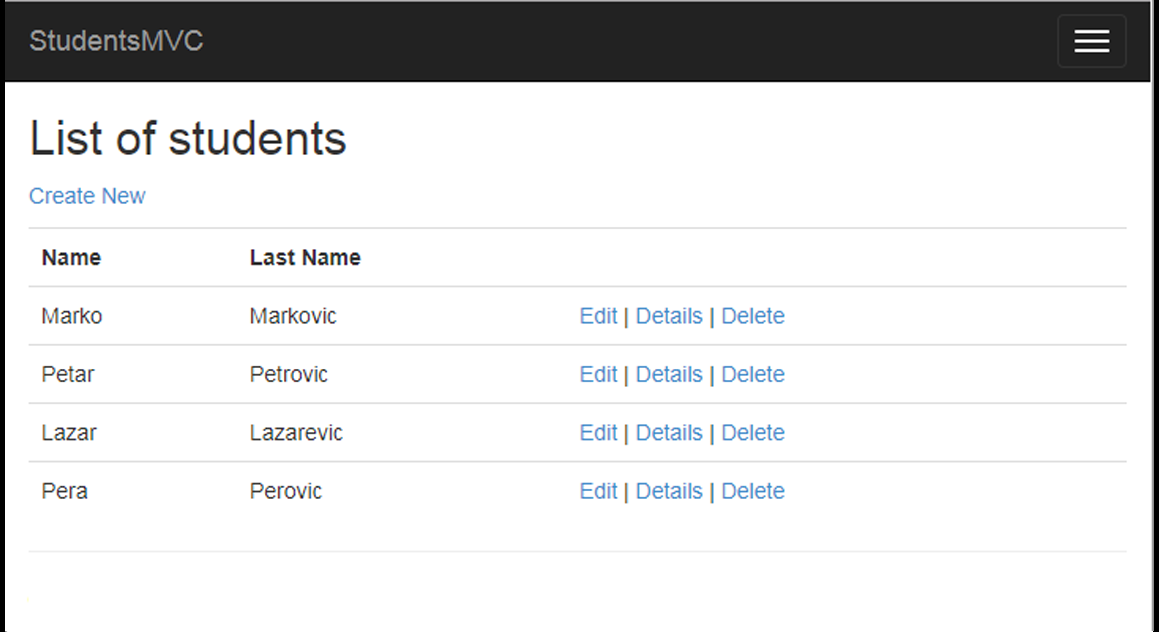 StudentsMVC
List of students
Create New
Name Last Name
Marko Markovic Edit | Details | Delete
Petar Petrovic Edit | Details | Delete
Lazar Lazarevic Edit | Details | Delete
Pera Perovic Edit | Details | Delete